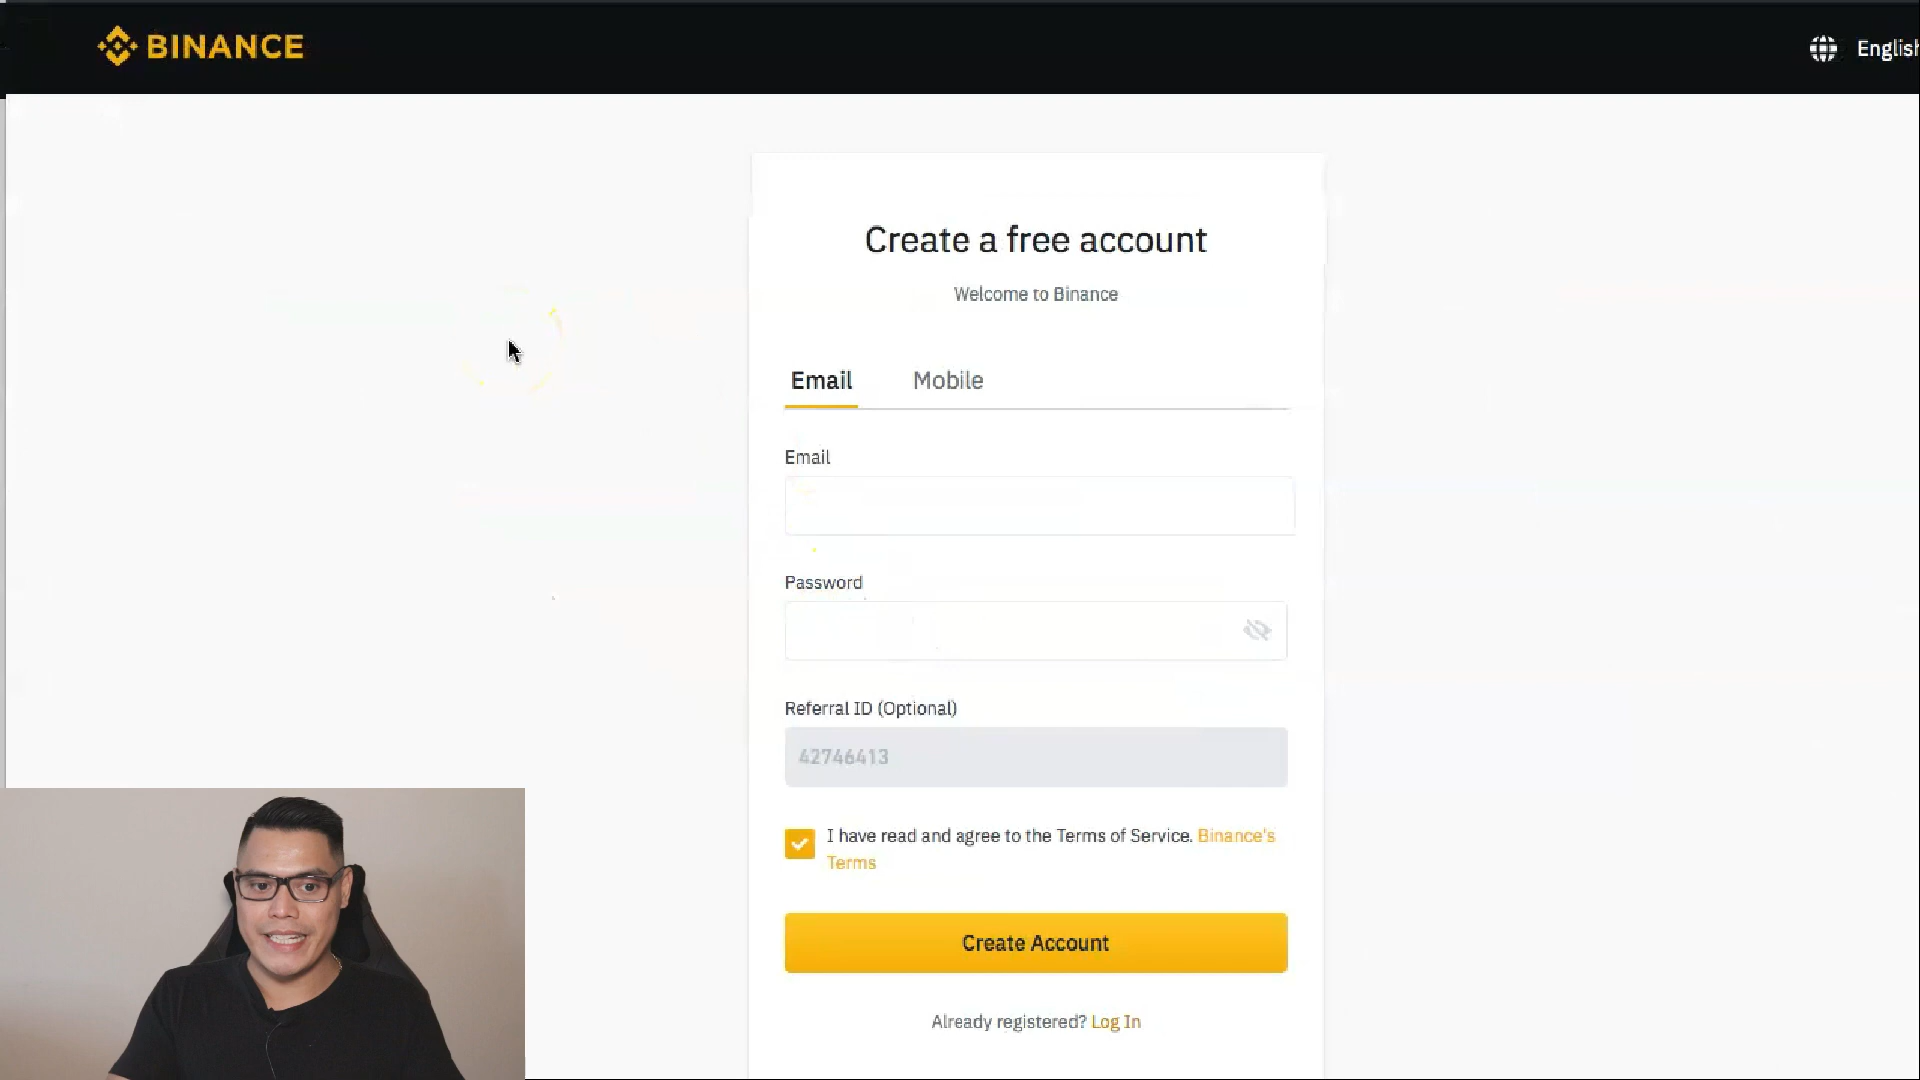 BINANCE
English
Create a free account
Welcome to Binance
Email Mobile
Email
Password
Referral ID (Optional)
42746413
I have read and agree to the Terms of Service. Binance's
Terms
Create Account
Already registered? Log In